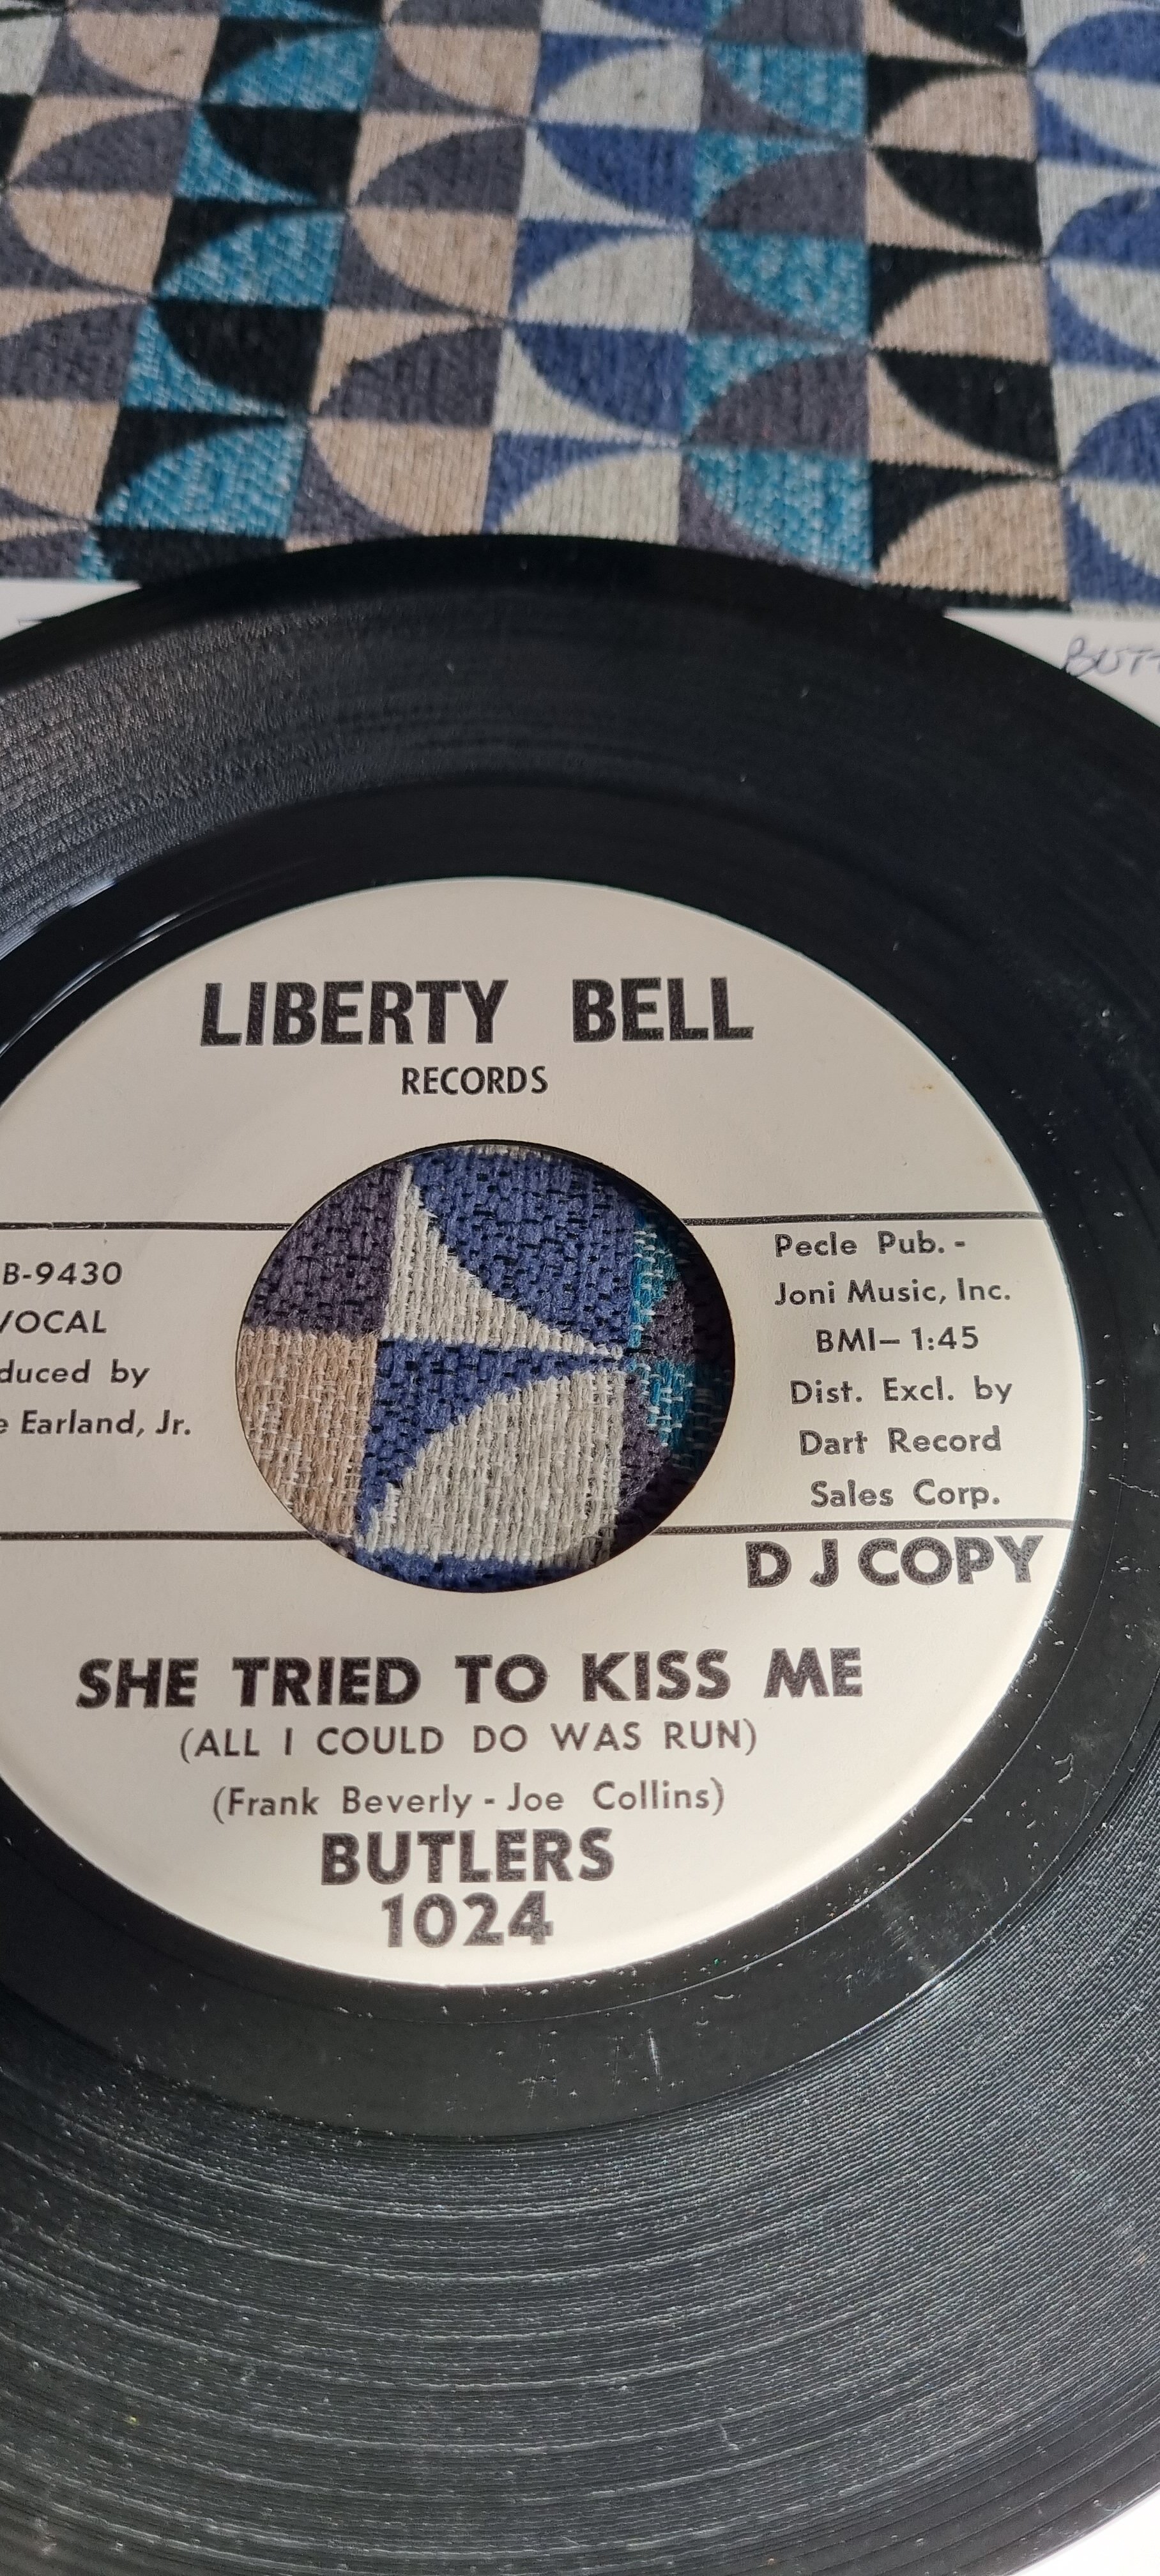 BUTT
LIBERTY BELL
RECORDS
B-9430
VOCAL
duced by
e Earland, Jr.
Pecle Pub. -
Joni Music, Inc.
BMI— 1:45
Dist. Excl. by
Dart Record
Sales Corp.
D J COPY
SHE TRIED TO KISS ME
(ALL I COULD DO WAS RUN)
(Frank Beverly - Joe Collins)
BUTLERS
1024